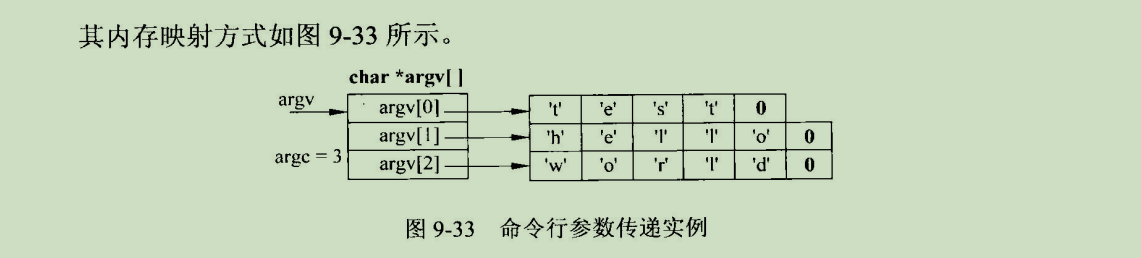 其内存映射方式如图 9-33 所示。
char *argv[ ]
argv argv[0] 't' 'e' 's' 't' 0
argv[1] 'h' 'e' 'l' 'l' 'o' 0
argc = 3 argv[2] 'w' 'o' 'r' 'l' 'd' 0
图 9-33 命令行参数传递实例